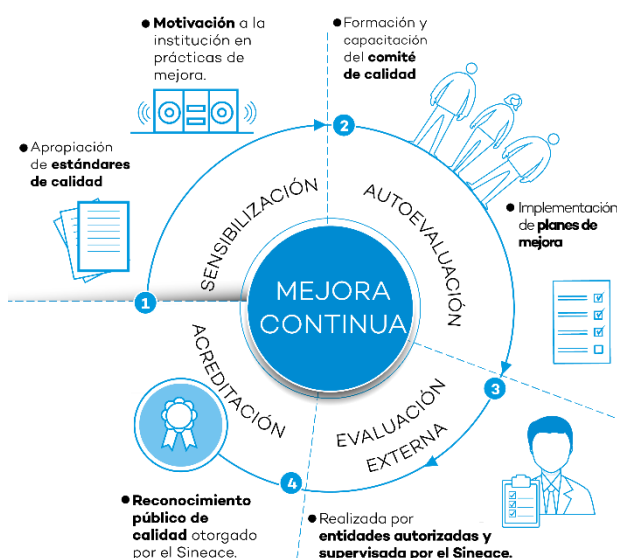 ● Motivación a la
institución en
prácticas de
mejora.
● Formación y
capacitación
del comité
de calidad
● Apropiación
de estándares
de calidad
● Implementación
de planes de
mejora
1
2
3
4
SENSIBILIZACIÓN
AUTOEVALUACIÓN
EVALUACIÓN
EXTERNA
ACREDITACIÓN
MEJORA
CONTINUA
● Reconocimiento
público de
calidad otorgado
por el Sineace.
● Realizada por
entidades autorizadas y
supervisada por el Sineace.